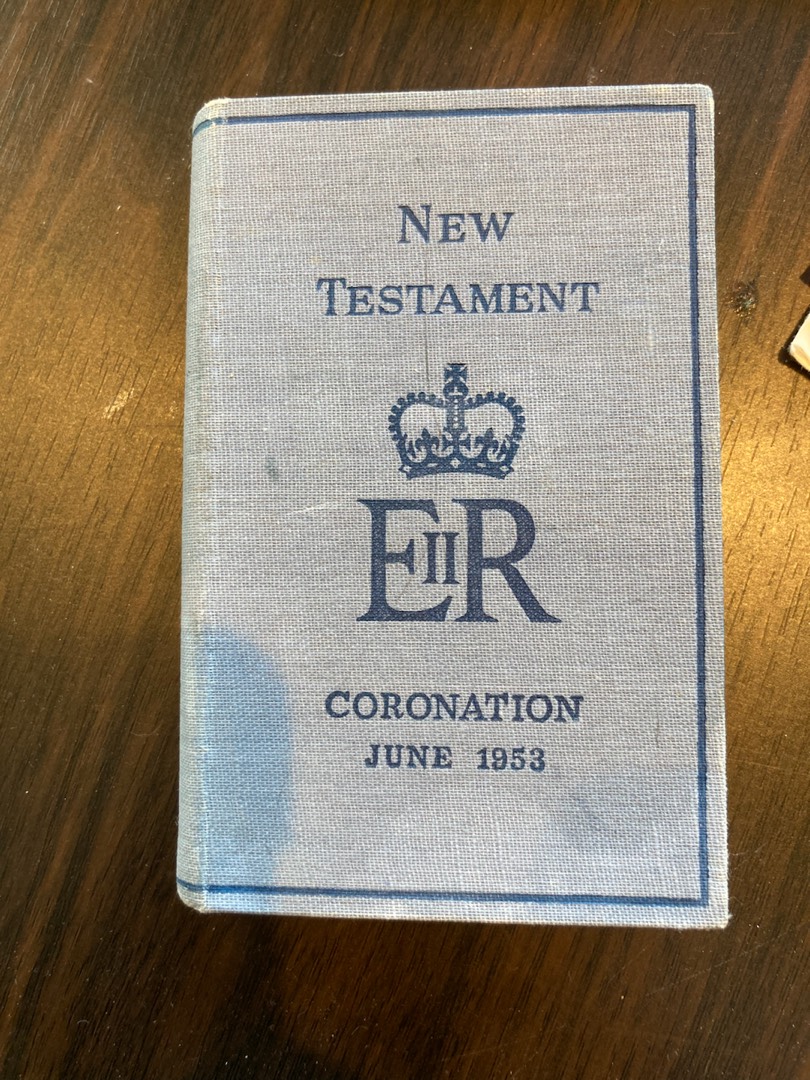 NEW
TESTAMENT
EIIR
CORONATION
JUNE 1953